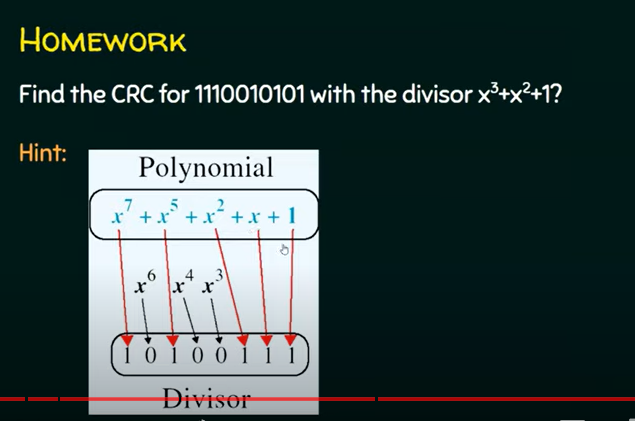 HOMEWORK
Find the CRC for 1110010101 with the divisor x³+x²+1?
Hint:
Polynomial
x⁷ + x⁵ + x² + x + 1
x⁶ x⁴ x³
1 0 1 0 0 1 1 1
Divisor